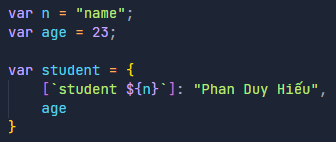 var n = "name";
var age = 23;
var student = {
[`student ${n}`]: "Phan Duy Hiếu",
age
}